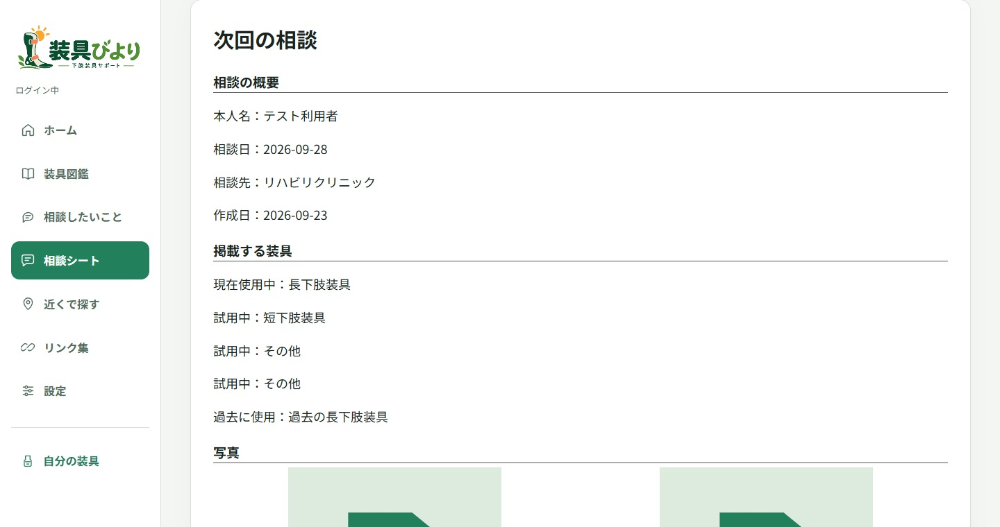 装具びより
下肢装具サポート
ログイン中
ホーム
装具図鑑
相談したいこと
相談シート
近くで探す
リンク集
設定
自分の装具
次回の相談
相談の概要
本人名：テスト利用者
相談日：2026-09-28
相談先：リハビリクリニック
作成日：2026-09-23
掲載する装具
現在使用中：長下肢装具
試用中：短下肢装具
試用中：その他
試用中：その他
過去に使用：過去の長下肢装具
写真